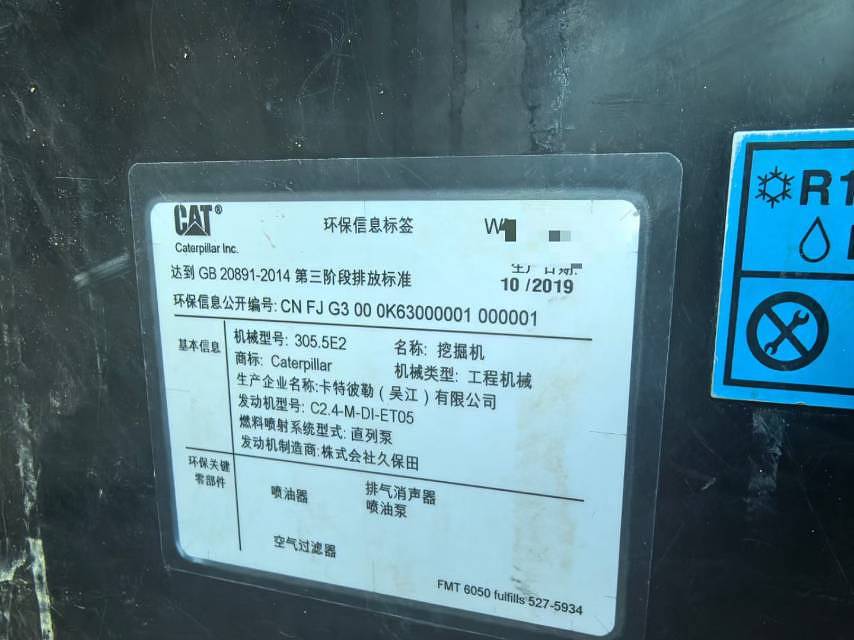 CAT®
Caterpillar Inc.
环保信息标签
生产日期:
10 /2019
达到 GB 20891-2014 第三阶段排放标准
环保信息公开编号: CN FJ G3 00 0K63000001 000001
基本信息
机械型号: 305.5E2 名称: 挖掘机
商标: Caterpillar 机械类型: 工程机械
生产企业名称:卡特彼勒（吴江）有限公司
发动机型号: C2.4-M-DI-ET05
燃料喷射系统型式: 直列泵
发动机制造商:株式会社久保田
环保关键
零部件
喷油器 排气消声器
喷油泵
空气过滤器
FMT 6050 fulfills 527-5934